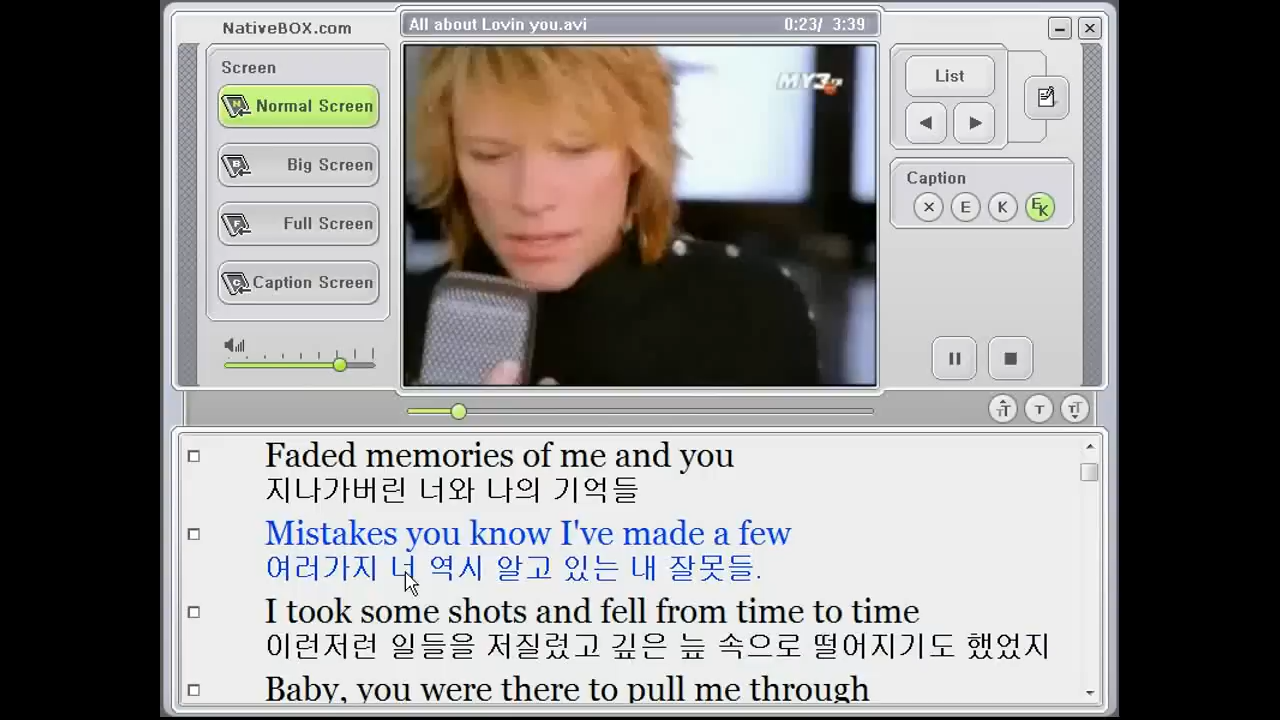 NativeBOX.com
All about Lovin you.avi 0:23/ 3:39
Screen
Normal Screen
Big Screen
Full Screen
Caption Screen
MY3
List
Caption
X E K EK
T T T
Faded memories of me and you
지나가버린 너와 나의 기억들
Mistakes you know I've made a few
여러가지 너 역시 알고 있는 내 잘못들.
I took some shots and fell from time to time
이런저런 일들을 저질렀고 깊은 늪 속으로 떨어지기도 했었지
Baby, you were there to pull me through